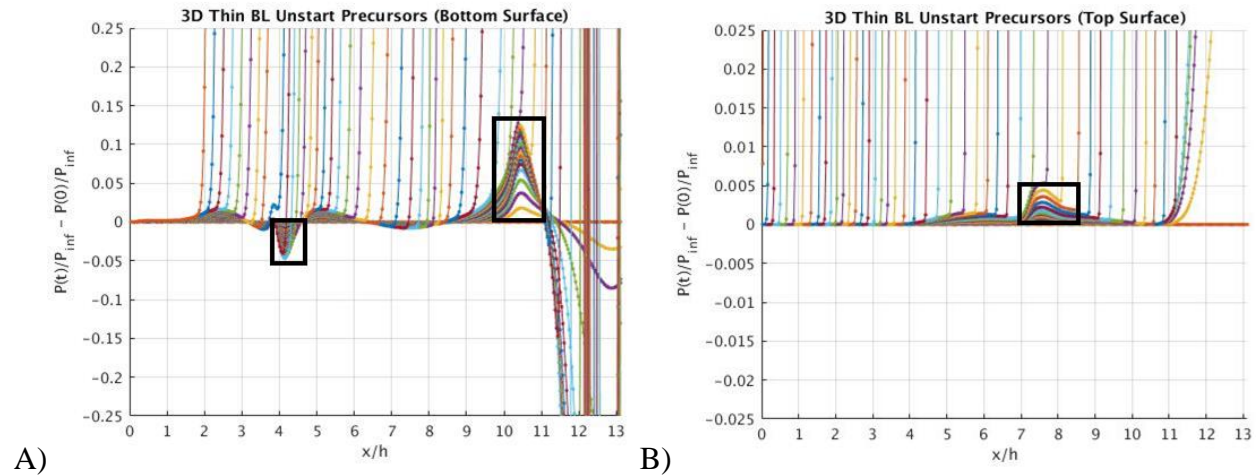 3D Thin BL Unstart Precursors (Bottom Surface)
P(t)/P_inf - P(0)/P_inf
0.25
0.2
0.15
0.1
0.05
0
-0.05
-0.1
-0.15
-0.2
-0.25
0 1 2 3 4 5 6 7 8 9 10 11 12 13
x/h
A)
3D Thin BL Unstart Precursors (Top Surface)
P(t)/P_inf - P(0)/P_inf
0.025
0.02
0.015
0.01
0.005
0
-0.005
-0.01
-0.015
-0.02
-0.025
0 1 2 3 4 5 6 7 8 9 10 11 12 13
x/h
B)